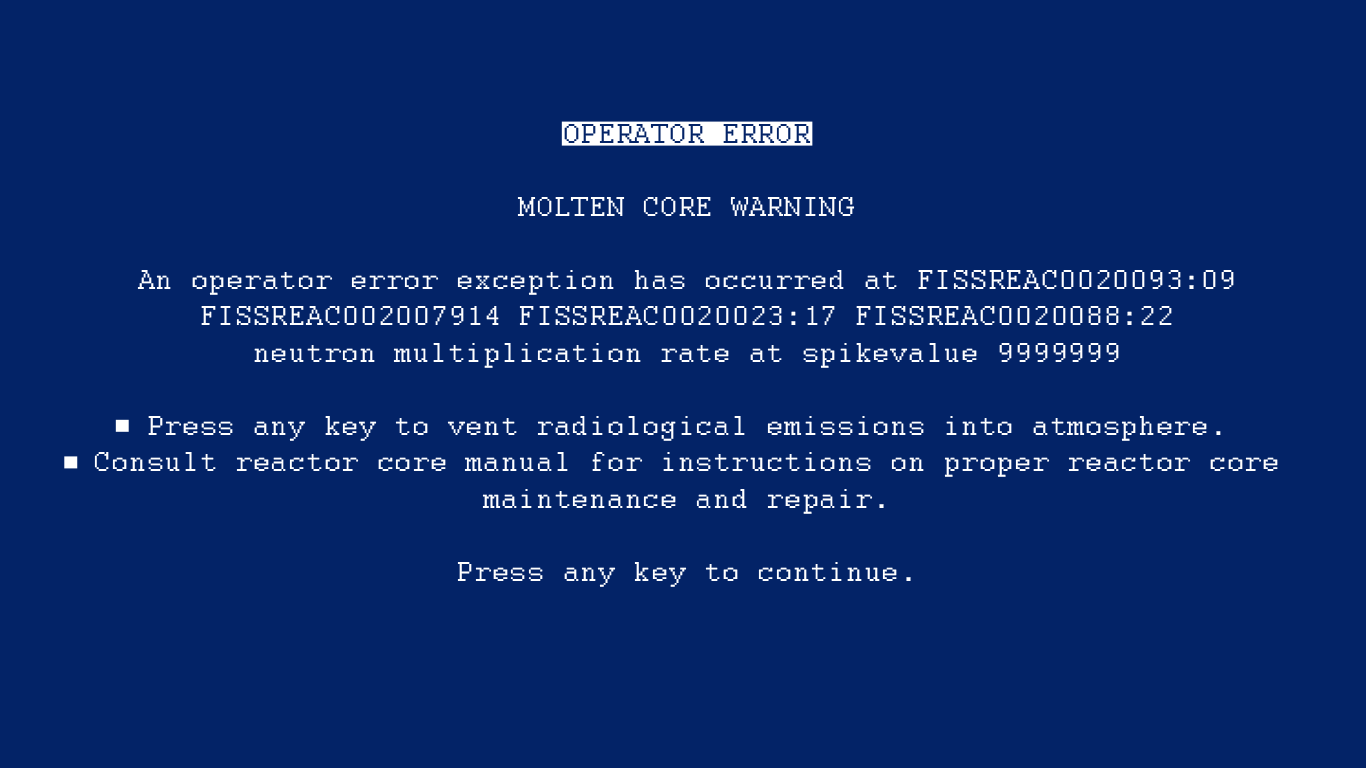 OPERATOR ERROR
MOLTEN CORE WARNING
An operator error exception has occurred at FISSREAC0020093:09
FISSREAC002007914 FISSREAC0020023:17 FISSREAC0020088:22
neutron multiplication rate at spikevalue 9999999
■ Press any key to vent radiological emissions into atmosphere.
■ Consult reactor core manual for instructions on proper reactor core
maintenance and repair.
Press any key to continue.